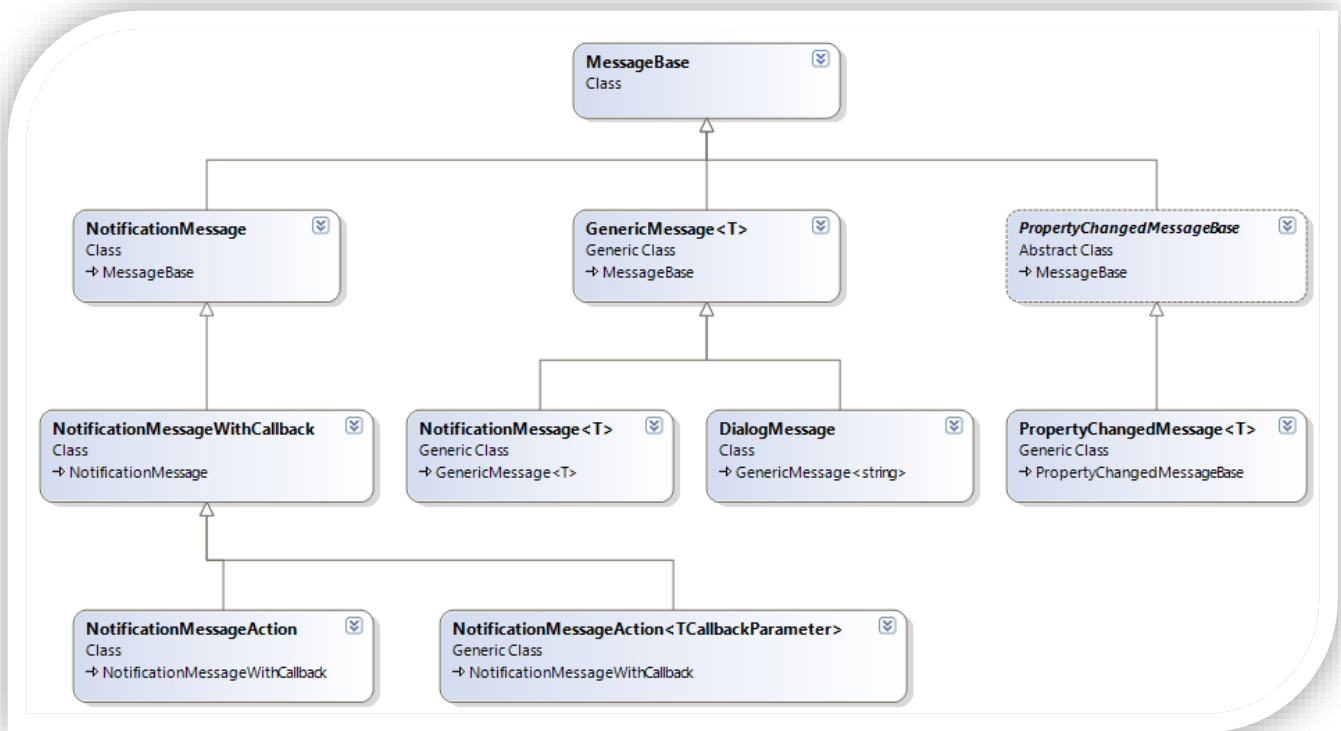 MessageBase
Class
NotificationMessage
Class
MessageBase
GenericMessage<T>
Generic Class
MessageBase
PropertyChangedMessageBase
Abstract Class
MessageBase
NotificationMessageWithCallback
Class
NotificationMessage
NotificationMessage<T>
Generic Class
GenericMessage<T>
DialogMessage
Class
GenericMessage<string>
PropertyChangedMessage<T>
Generic Class
PropertyChangedMessageBase
NotificationMessageAction
Class
NotificationMessageWithCallback
NotificationMessageAction<TCallbackParameter>
Generic Class
NotificationMessageWithCallback